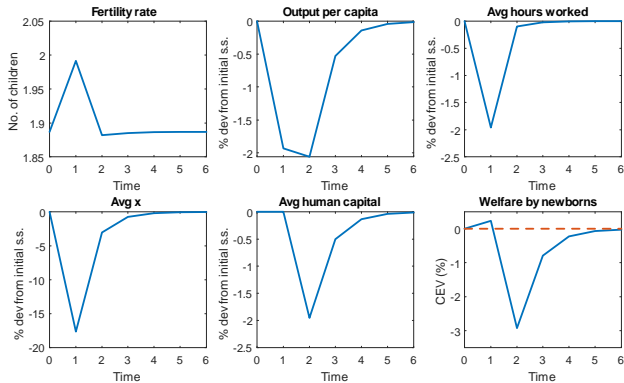 Fertility rate
2.05
2
1.95
1.9
1.85
No. of children
0 1 2 3 4 5 6
Time
Output per capita
0
-0.5
-1
-1.5
-2
% dev from initial s.s.
0 1 2 3 4 5 6
Time
Avg hours worked
0
-0.5
-1
-1.5
-2
-2.5
% dev from initial s.s.
0 1 2 3 4 5 6
Time
Avg x
0
-5
-10
-15
-20
% dev from initial s.s.
0 1 2 3 4 5 6
Time
Avg human capital
0
-0.5
-1
-1.5
-2
-2.5
% dev from initial s.s.
0 1 2 3 4 5 6
Time
Welfare by newborns
0
-1
-2
-3
CEV (%)
0 1 2 3 4 5 6
Time